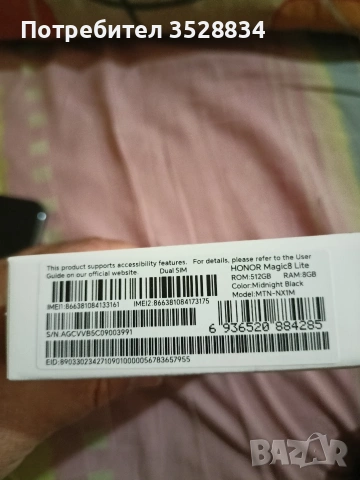 Потребител 3528834
This product supports accessibility features. For details, please refer to the User
Guide on our official website.
Dual SIM
HONOR Magic8 Lite
ROM:512GB RAM:8GB
Color:Midnight Black
Model:MTN-NX1M
IMEI1:866381084133161 IMEI2:866381084173175
S/N:AGCVVB5C09003991
6 936520 884285
EID:89033023427109010000056783657955
BAZAR